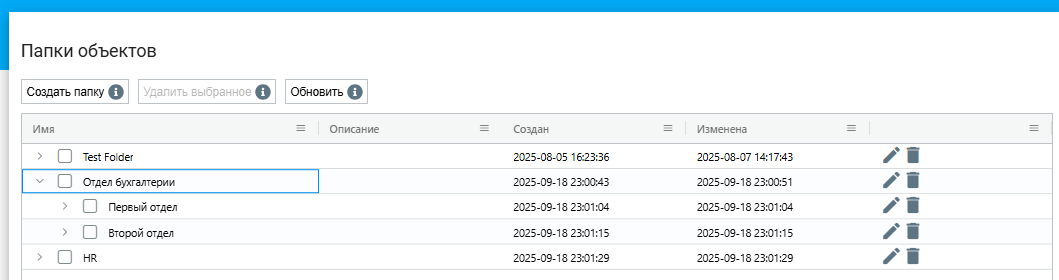 Папки объектов
Создать папку Удалить выбранное Обновить
Имя Описание Создан Изменена
Test Folder 2025-08-05 16:23:36 2025-08-07 14:17:43
Отдел бухгалтерии 2025-09-18 23:00:43 2025-09-18 23:00:51
Первый отдел 2025-09-18 23:01:04 2025-09-18 23:01:04
Второй отдел 2025-09-18 23:01:15 2025-09-18 23:01:15
HR 2025-09-18 23:01:29 2025-09-18 23:01:29